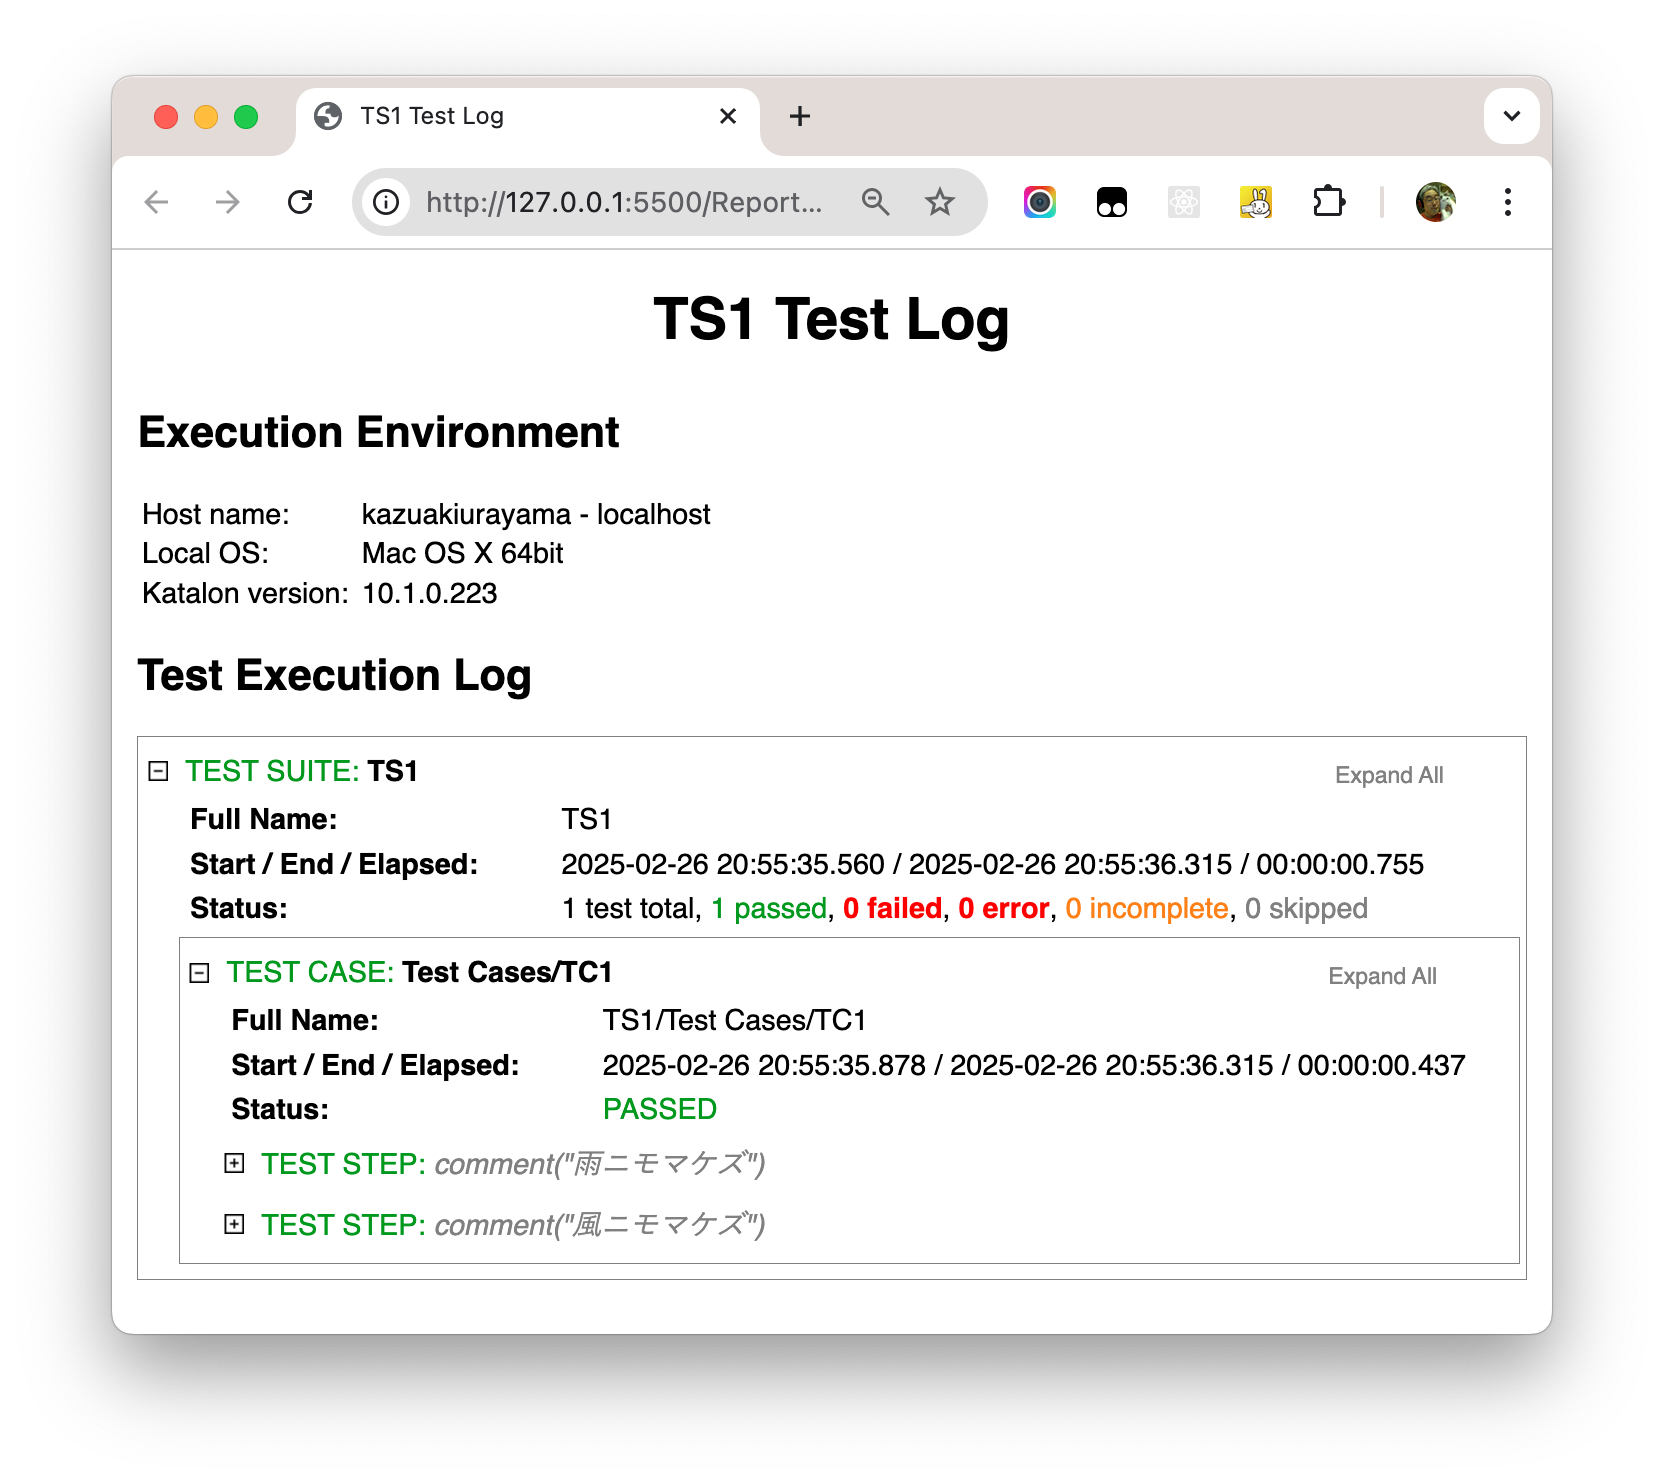 TS1 Test Log
http://127.0.0.1:5500/Report...
TS1 Test Log
Execution Environment
Host name: kazuakiurayama - localhost
Local OS: Mac OS X 64bit
Katalon version: 10.1.0.223
Test Execution Log
TEST SUITE: TS1 Expand All
Full Name: TS1
Start / End / Elapsed: 2025-02-26 20:55:35.560 / 2025-02-26 20:55:36.315 / 00:00:00.755
Status: 1 test total, 1 passed, 0 failed, 0 error, 0 incomplete, 0 skipped
TEST CASE: Test Cases/TC1 Expand All
Full Name: TS1/Test Cases/TC1
Start / End / Elapsed: 2025-02-26 20:55:35.878 / 2025-02-26 20:55:36.315 / 00:00:00.437
Status: PASSED
TEST STEP: comment("雨ニモマケズ")
TEST STEP: comment("風ニモマケズ")